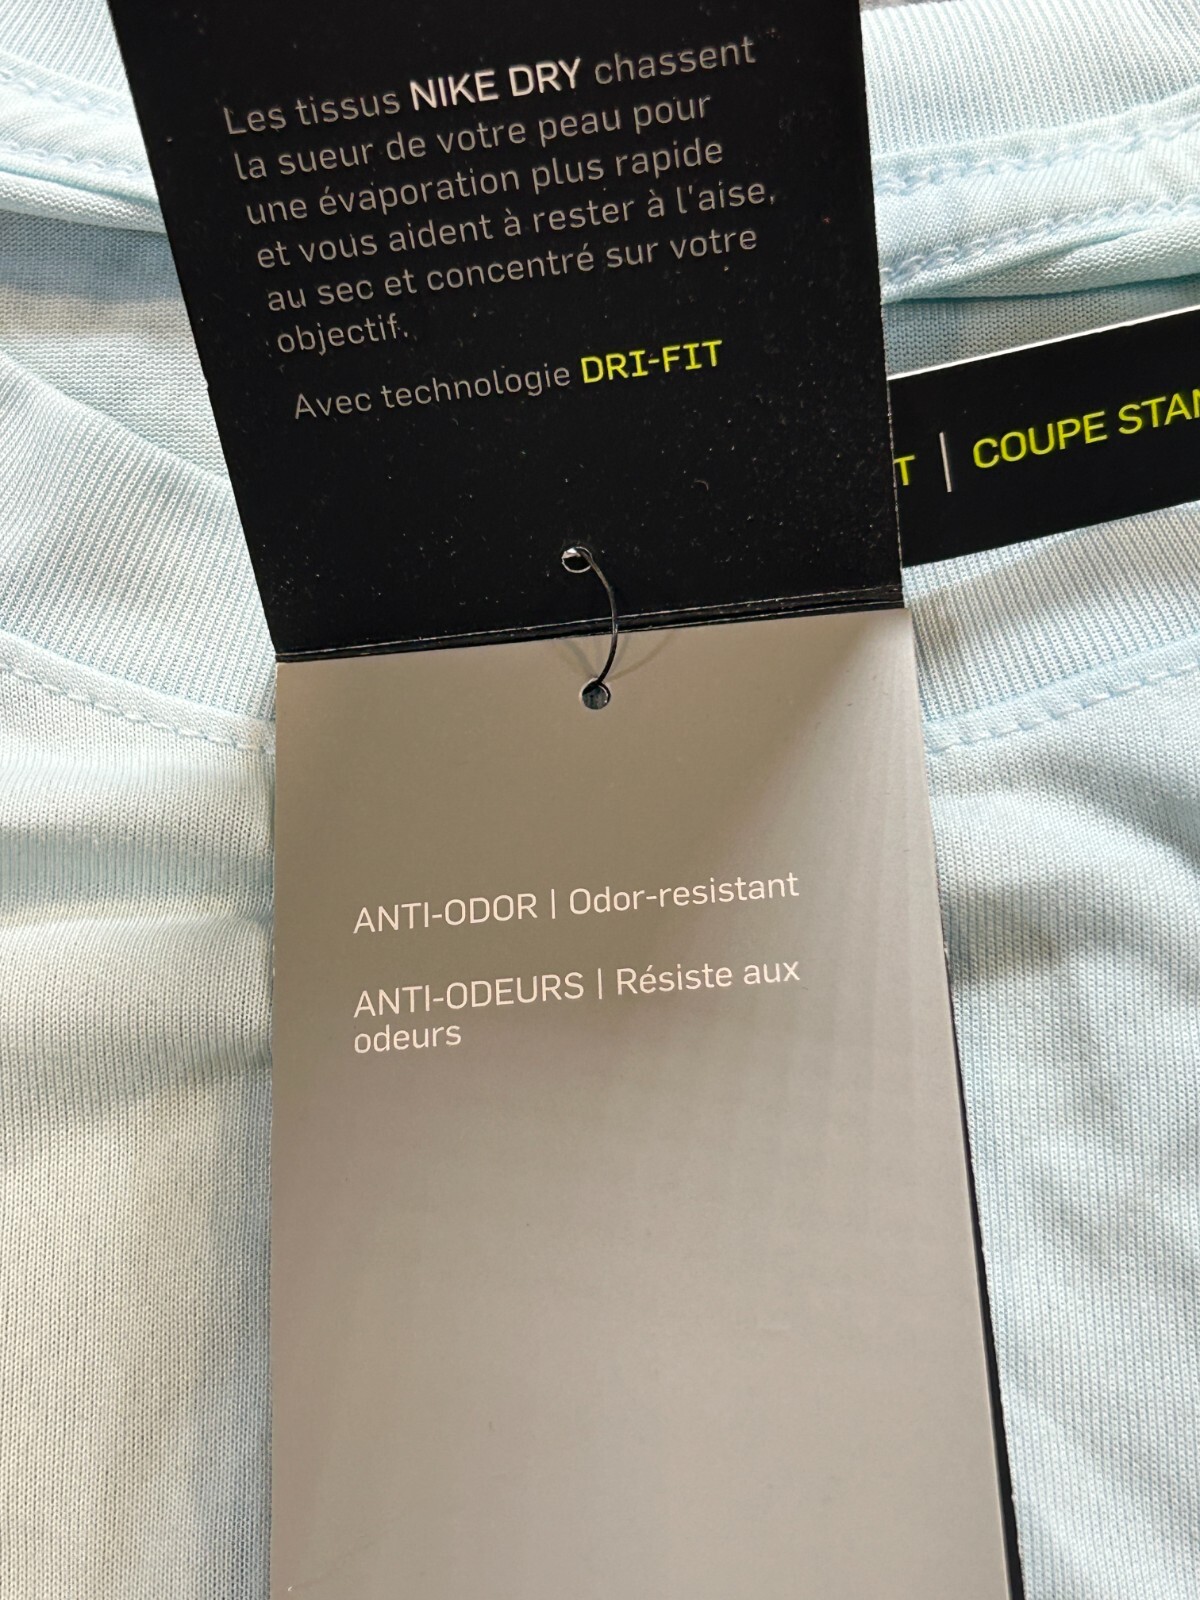 Les tissus NIKE DRY chassent
la sueur de votre peau pour
une évaporation plus rapide
et vous aident à rester à l'aise,
au sec et concentré sur votre
objectif.
Avec technologie DRI-FIT
T | COUPE STAN
ANTI-ODOR | Odor-resistant
ANTI-ODEURS | Résiste aux
odeurs